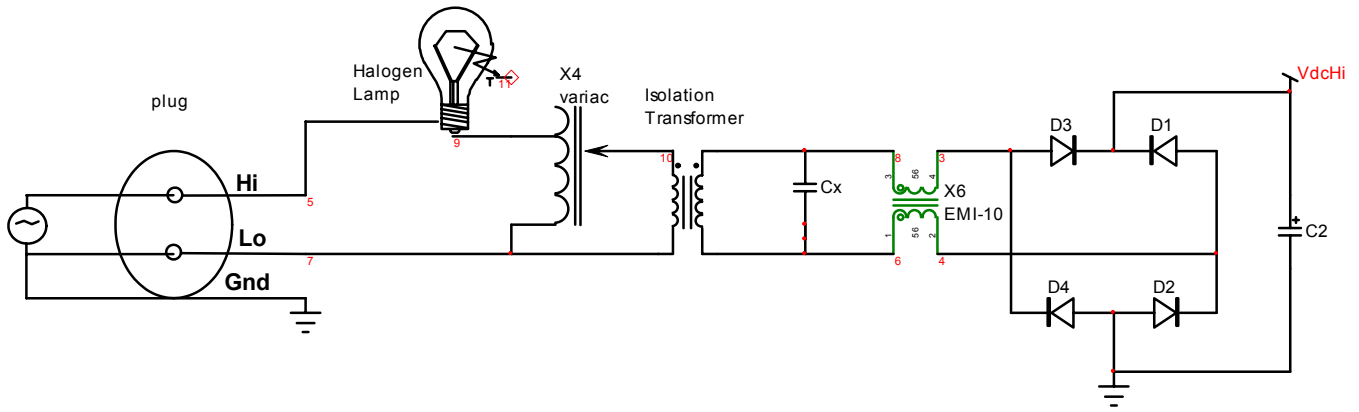 plug
Hi
5
Lo
7
Gnd
Halogen
Lamp
T
11
9
X4
variac
Isolation
Transformer
10
Cx
8
3
3
56
4
X6
EMI-10
1
56
2
6
4
D3
D1
D4
D2
VdcHi
+
C2